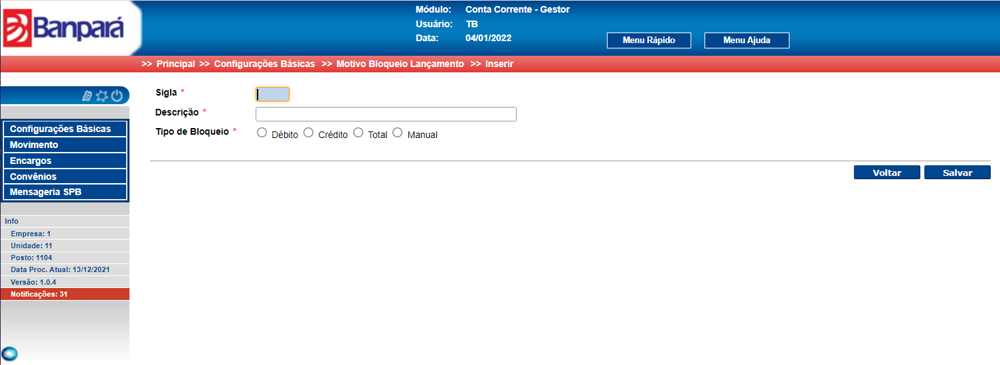 Banpará
Módulo: Conta Corrente - Gestor
Usuário: TB
Data: 04/01/2022
Menu Rápido Menu Ajuda
>> Principal >> Configurações Básicas >> Motivo Bloqueio Lançamento >> Inserir
Configurações Básicas
Movimento
Encargos
Convênios
Mensageria SPB
Info
Empresa: 1
Unidade: 11
Posto: 1104
Data Proc. Atual: 13/12/2021
Versão: 1.0.4
Notificações: 31
Sigla *
Descrição *
Tipo de Bloqueio * Débito Crédito Total Manual
Voltar Salvar